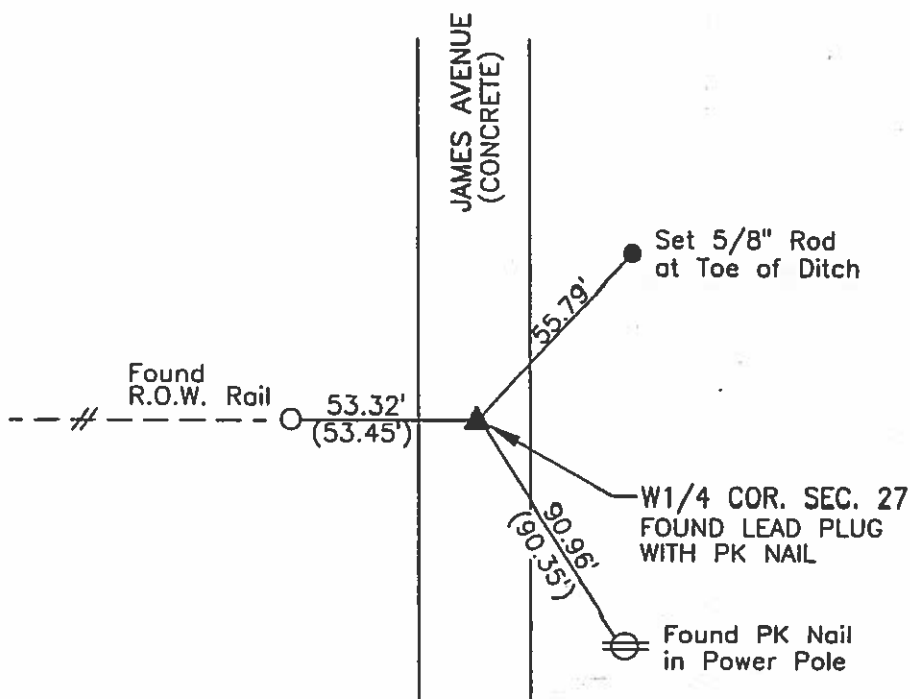 JAMES AVENUE
(CONCRETE)
Set 5/8" Rod
at Toe of Ditch
55.79'
Found
R.O.W. Rail
53.32'
(53.45')
W1/4 COR. SEC. 27
FOUND LEAD PLUG
WITH PK NAIL
90.96'
(90.35')
Found PK Nail
in Power Pole